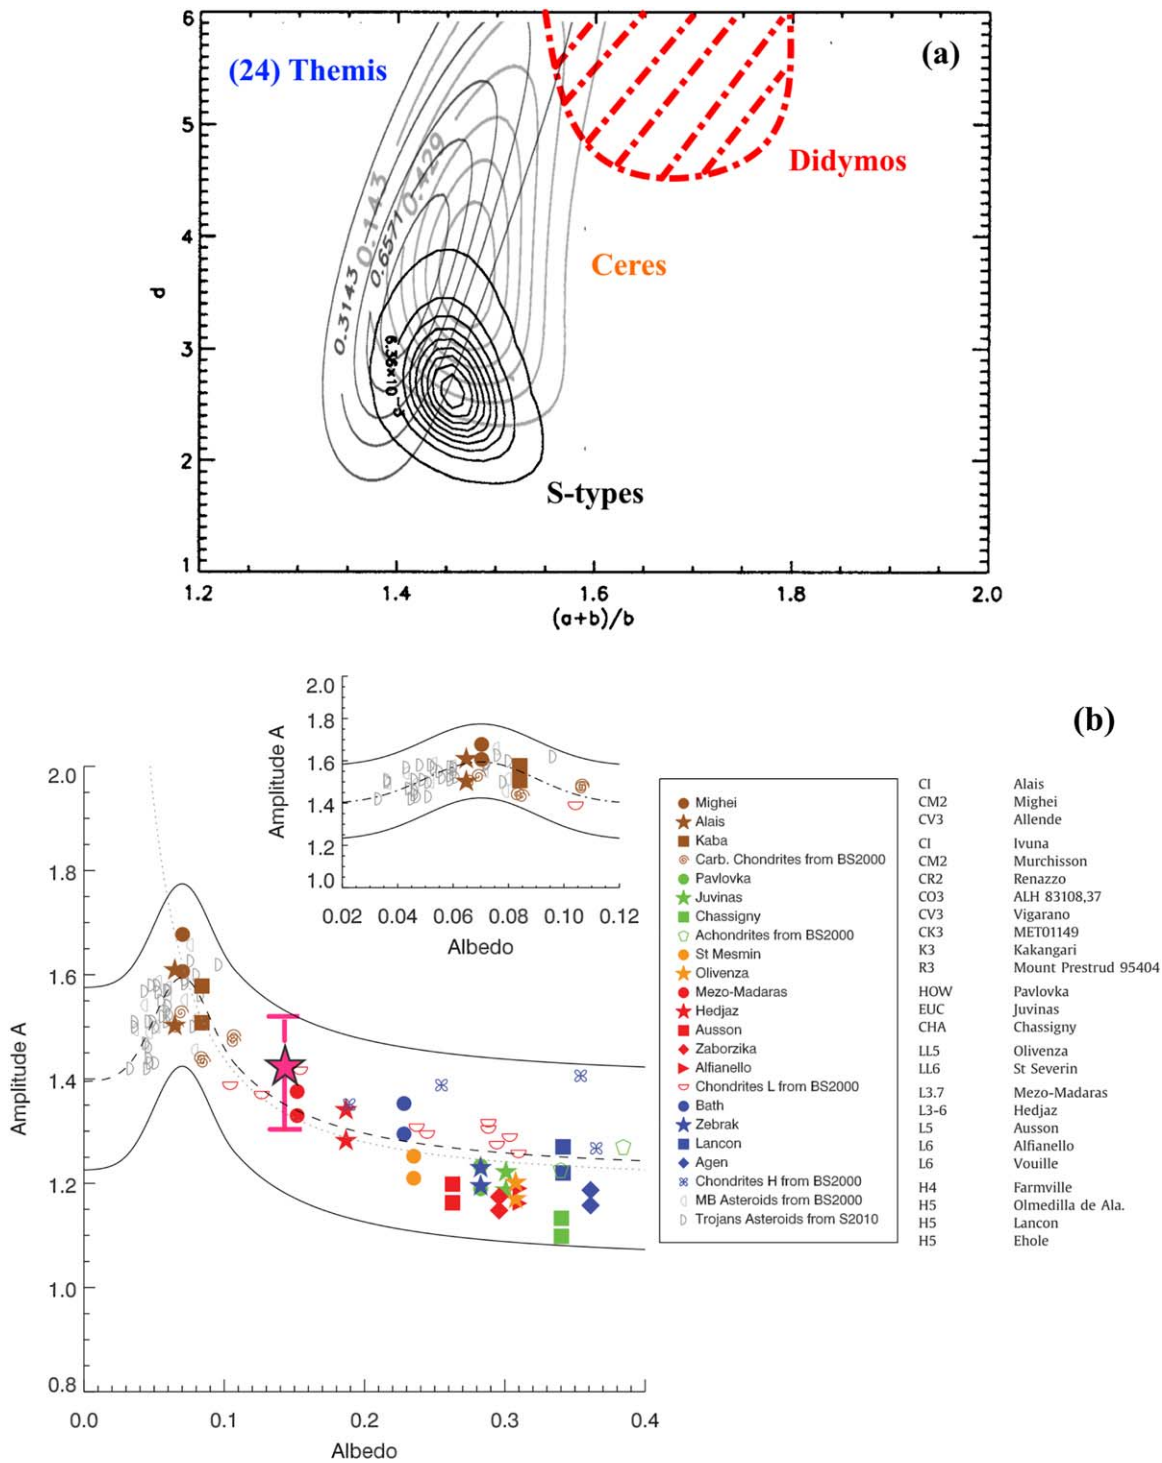 6
(24) Themis
(a)
5
Didymos
4
Ceres
0.143
0.429
0.6571
0.3143
d
3
6.36×10−3
2
S-types
1
1.2
1.4
1.6
1.8
2.0
(a+b)/b
(b)
2.0
1.8
1.6
1.4
1.2
1.0
Amplitude A
0.02 0.04 0.06 0.08 0.10 0.12
Albedo
2.0
1.8
1.6
1.4
1.2
1.0
0.8
Amplitude A
0.0 0.1 0.2 0.3 0.4
Albedo
Mighei
Alais
Kaba
Carb. Chondrites from BS2000
Pavlovka
Juvinas
Chassigny
Achondrites from BS2000
St Mesmin
Olivenza
Mezo-Madaras
Hedjaz
Ausson
Zaborzika
Alfianello
Chondrites L from BS2000
Bath
Zebrak
Lancon
Agen
Chondrites H from BS2000
MB Asteroids from BS2000
Trojans Asteroids from S2010
CI Alais
CM2 Mighei
CV3 Allende
CI Ivuna
CM2 Murchisson
CR2 Renazzo
CO3 ALH 83108,37
CV3 Vigarano
CK3 MET01149
K3 Kakangari
R3 Mount Prestrud 95404
HOW Pavlovka
EUC Juvinas
CHA Chassigny
LL5 Olivenza
LL6 St Severin
L3.7 Mezo-Madaras
L3-6 Hedjaz
L5 Ausson
L6 Alfianello
L6 Vouille
H4 Farmville
H5 Olmedilla de Ala.
H5 Lancon
H5 Ehole